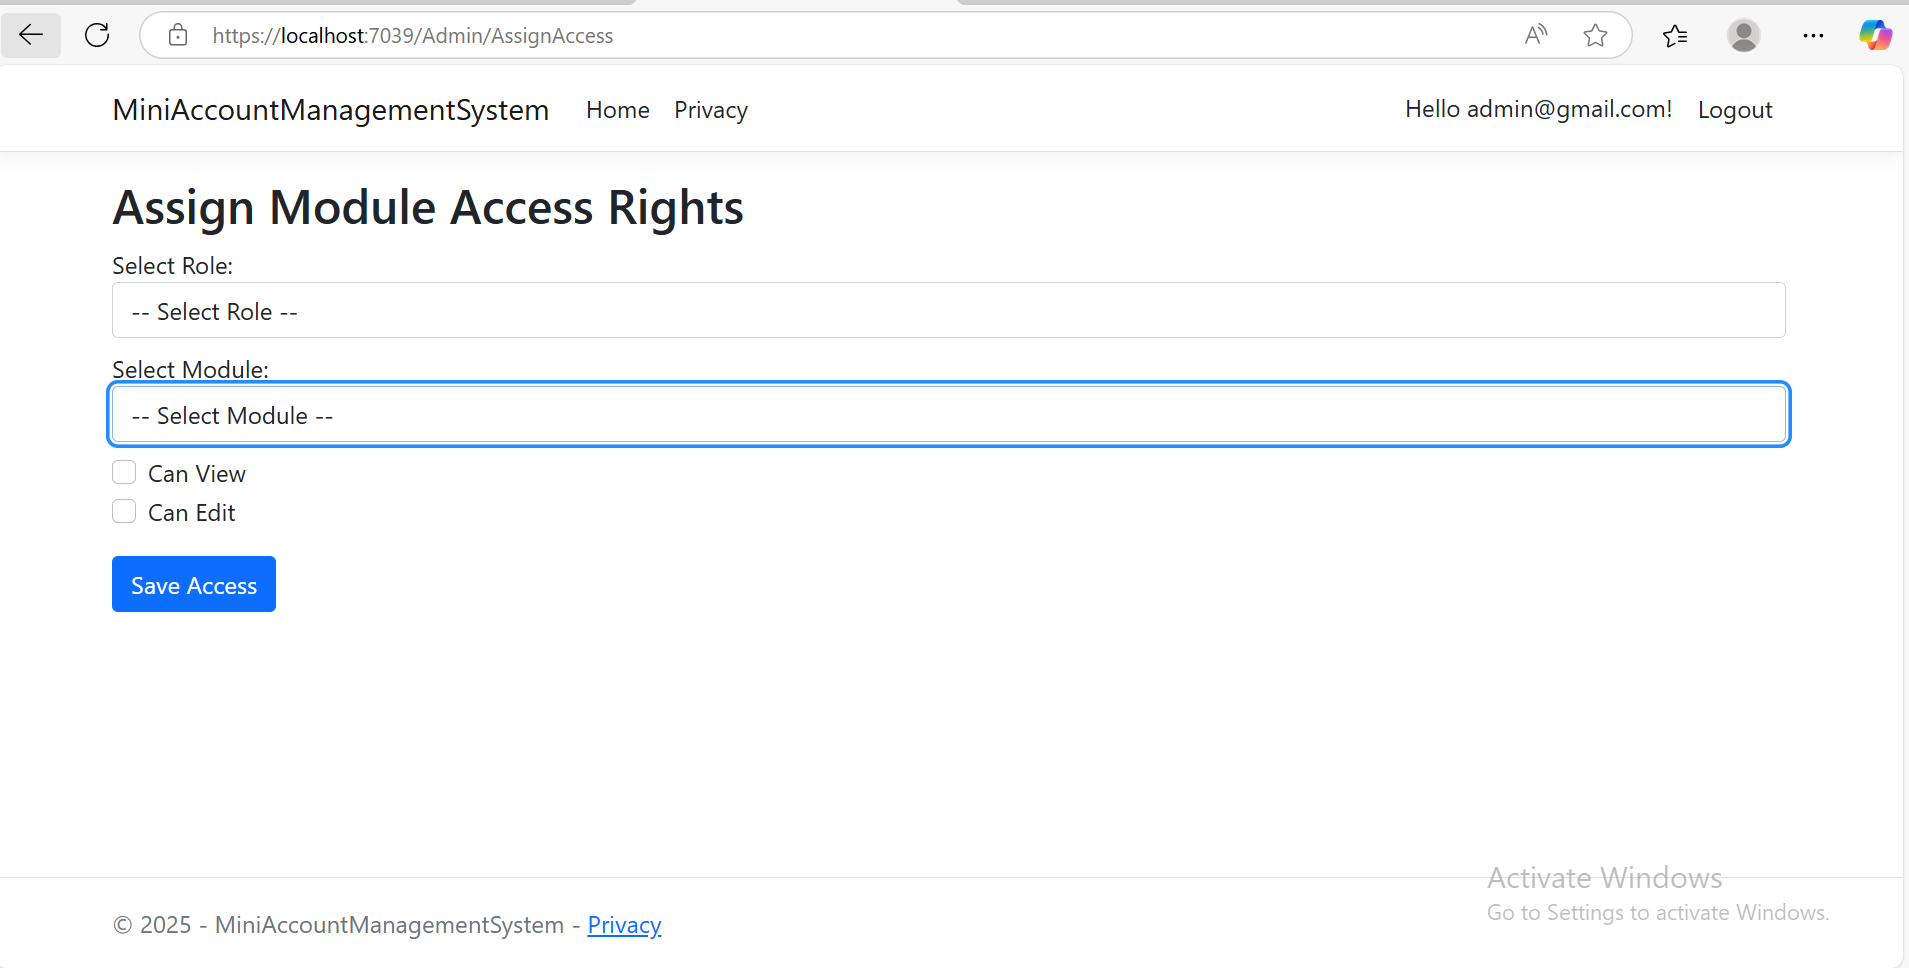 https://localhost:7039/Admin/AssignAccess
MiniAccountManagementSystem Home Privacy Hello admin@gmail.com! Logout
Assign Module Access Rights
Select Role:
-- Select Role --
Select Module:
-- Select Module --
Can View
Can Edit
Save Access
Activate Windows
Go to Settings to activate Windows.
© 2025 - MiniAccountManagementSystem - Privacy